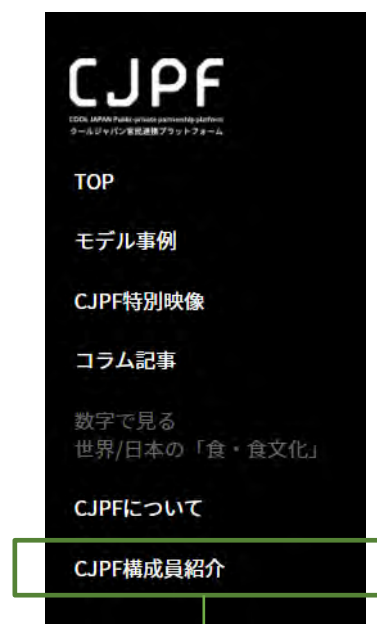 CJPF
COOL JAPAN Public-private partnership platform
クールジャパン官民連携プラットフォーム
TOP
モデル事例
CJPF特別映像
コラム記事
数字で見る
世界/日本の「食・食文化」
CJPFについて
CJPF構成員紹介